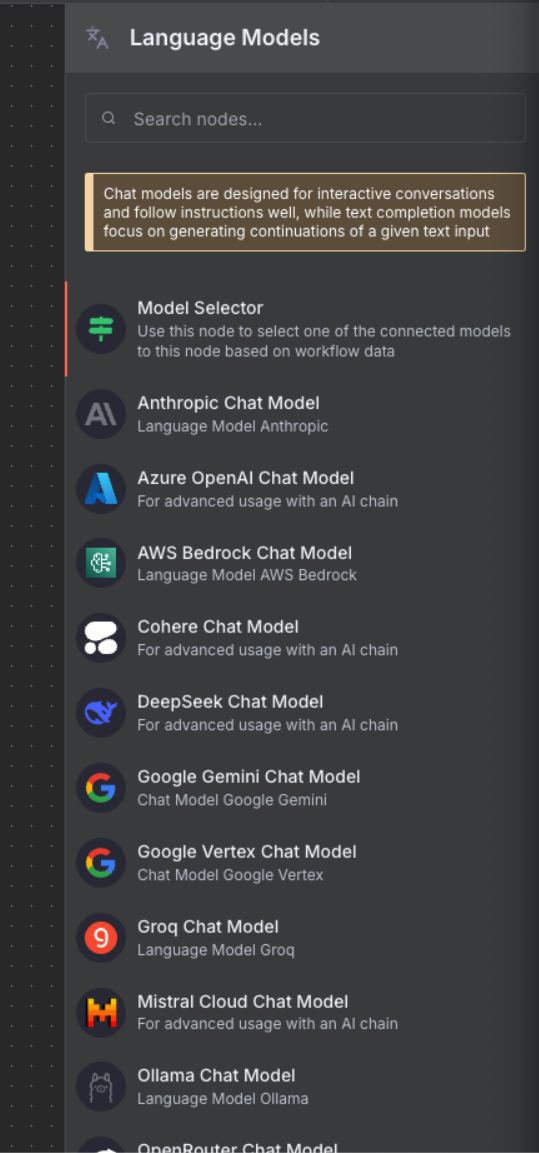 Language Models
Search nodes...
Chat models are designed for interactive conversations
and follow instructions well, while text completion models
focus on generating continuations of a given text input
Model Selector
Use this node to select one of the connected models
to this node based on workflow data
Anthropic Chat Model
Language Model Anthropic
Azure OpenAI Chat Model
For advanced usage with an AI chain
AWS Bedrock Chat Model
Language Model AWS Bedrock
Cohere Chat Model
For advanced usage with an AI chain
DeepSeek Chat Model
For advanced usage with an AI chain
Google Gemini Chat Model
Chat Model Google Gemini
Google Vertex Chat Model
Chat Model Google Vertex
Groq Chat Model
Language Model Groq
Mistral Cloud Chat Model
For advanced usage with an AI chain
Ollama Chat Model
Language Model Ollama
OpenRouter Chat Model